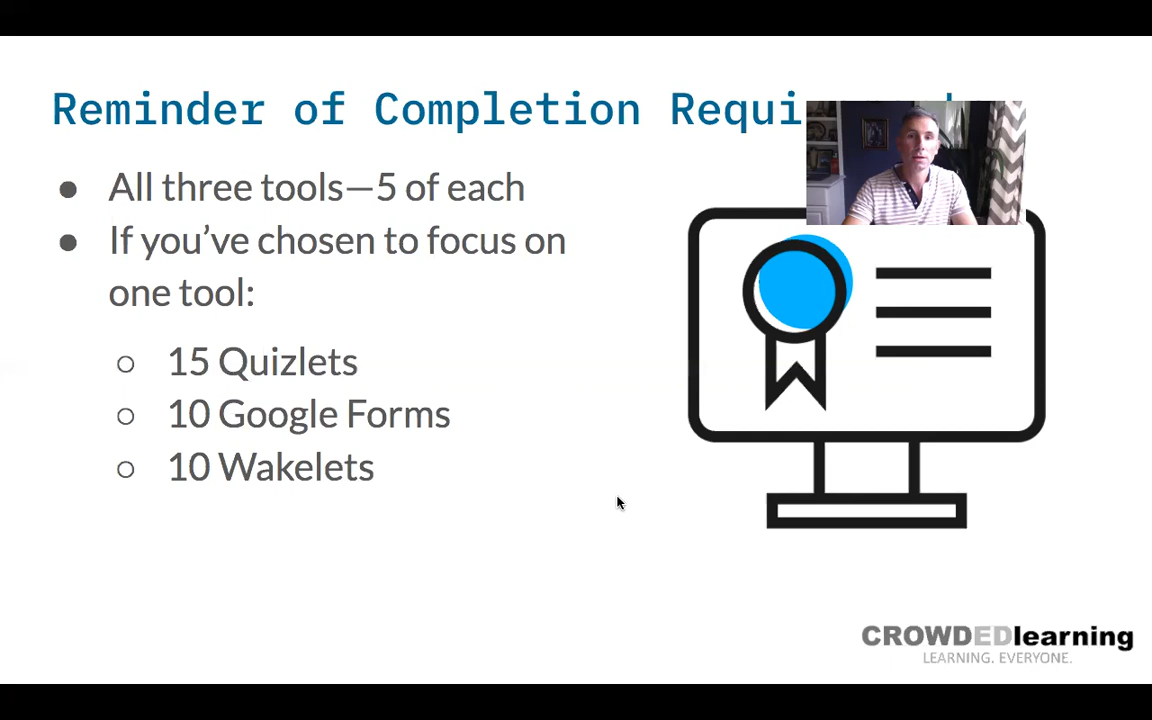 Reminder of Completion
● All three tools—5 of each
● If you've chosen to focus on
one tool:
○ 15 Quizlets
○ 10 Google Forms
○ 10 Wakelets
CROWDEDlearning
LEARNING. EVERYONE.